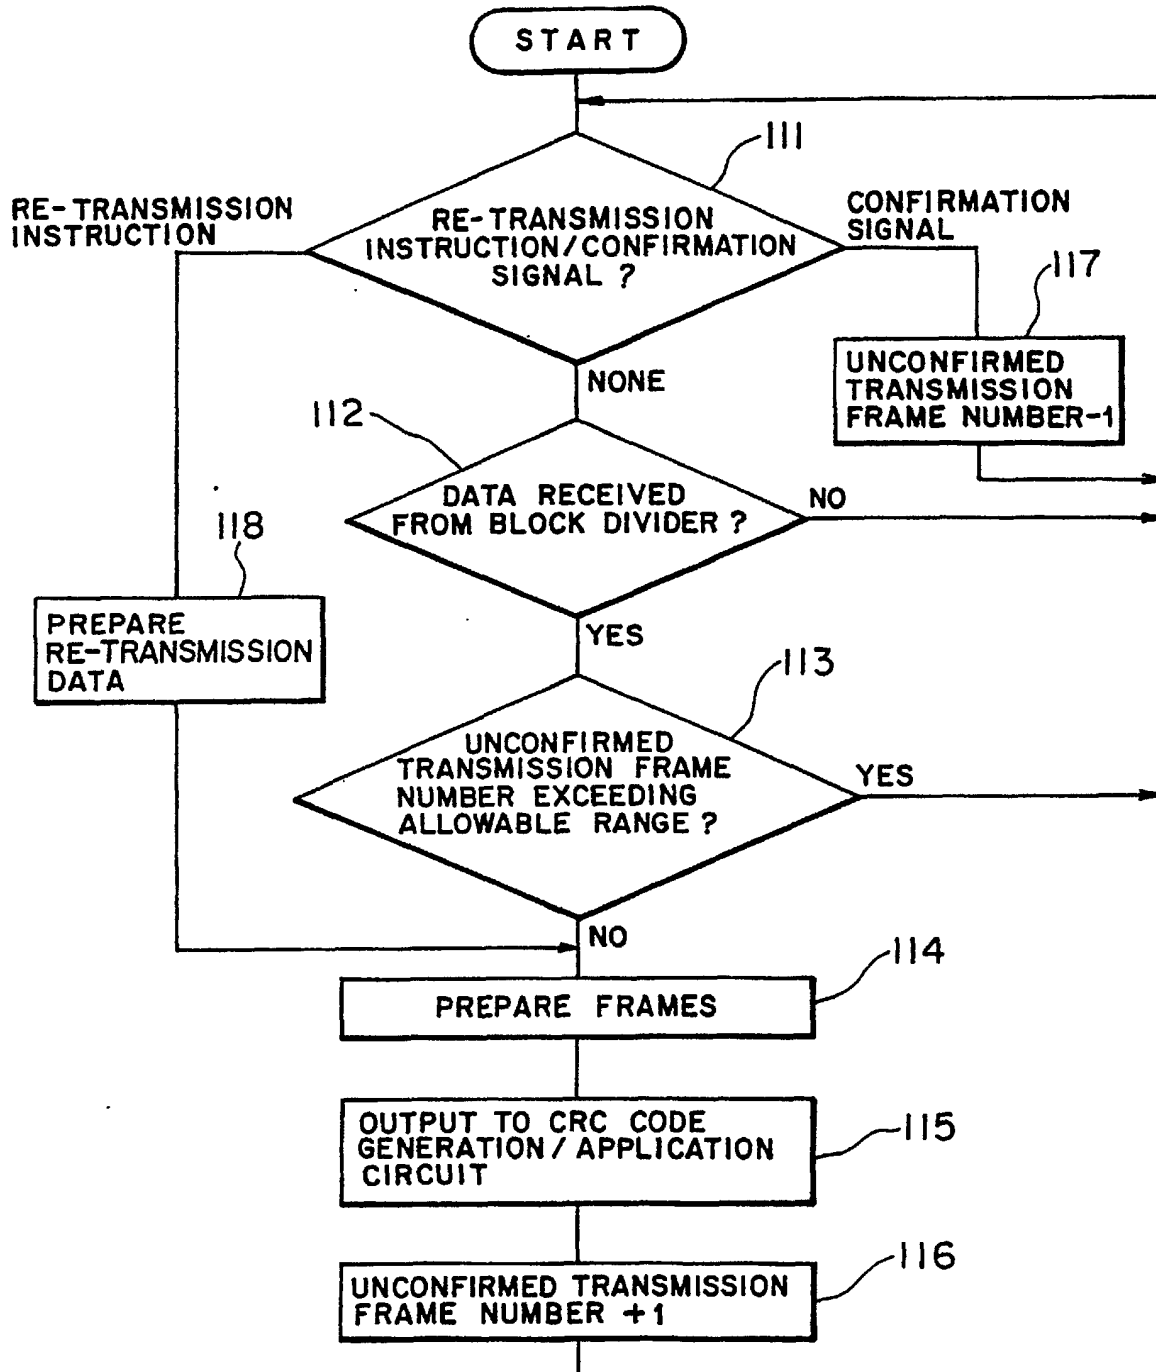 START
111
RE-TRANSMISSION
INSTRUCTION
RE-TRANSMISSION
INSTRUCTION/CONFIRMATION
SIGNAL ?
CONFIRMATION
SIGNAL
117
UNCONFIRMED
TRANSMISSION
FRAME NUMBER-1
NONE
112
DATA RECEIVED
FROM BLOCK DIVIDER ?
NO
118
PREPARE
RE-TRANSMISSION
DATA
YES
113
UNCONFIRMED
TRANSMISSION FRAME
NUMBER EXCEEDING
ALLOWABLE RANGE ?
YES
NO
114
PREPARE FRAMES
OUTPUT TO CRC CODE
GENERATION/APPLICATION
CIRCUIT
115
116
UNCONFIRMED TRANSMISSION
FRAME NUMBER +1